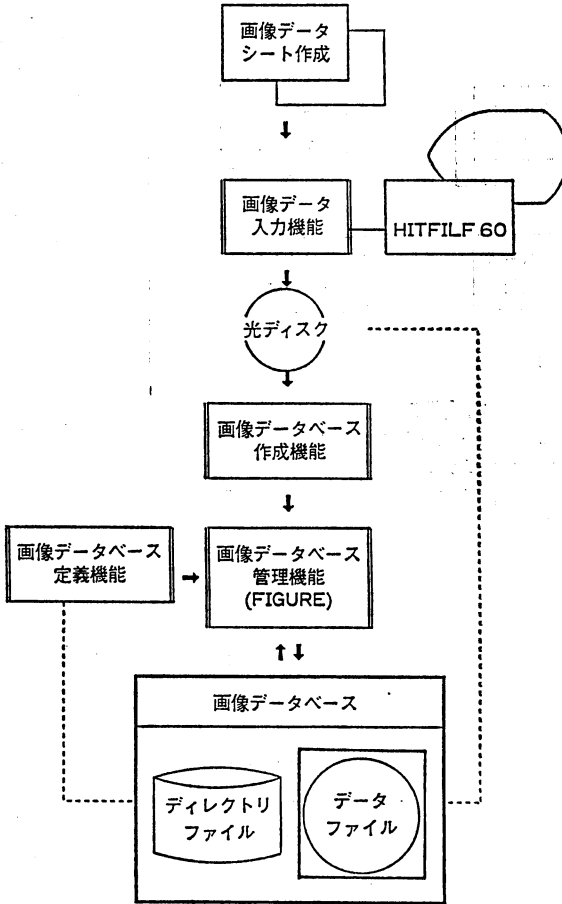 画像データ
シート作成
画像データ
入力機能
HITFILF 60
光ディスク
画像データベース
作成機能
画像データベース
定義機能
画像データベース
管理機能
(FIGURE)
画像データベース
ディレクトリ
ファイル
データ
ファイル